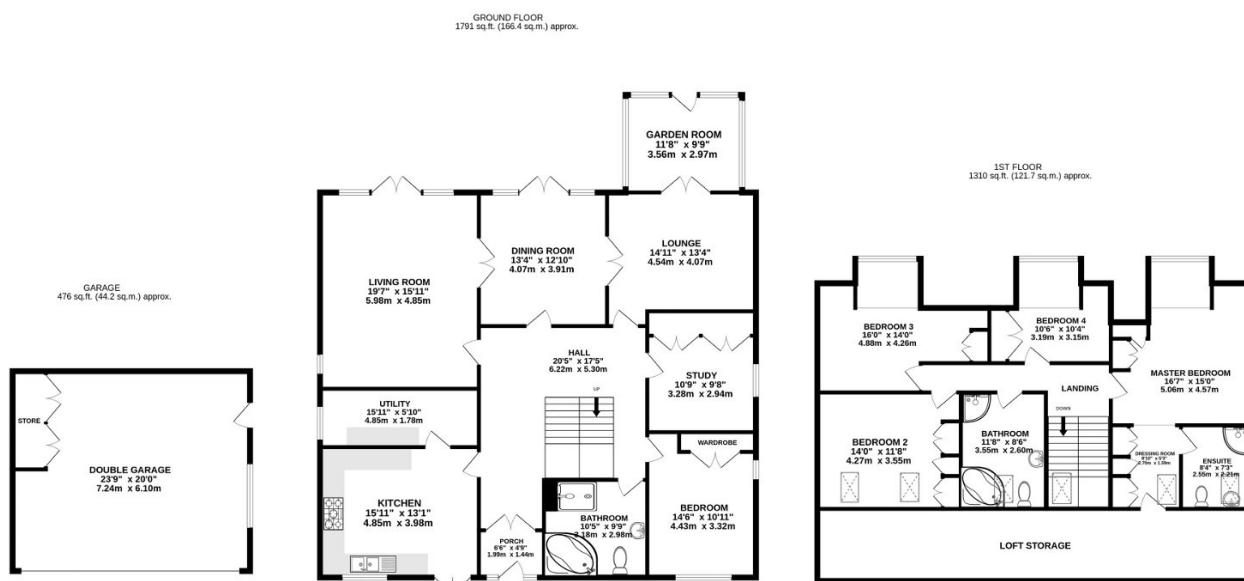 GROUND FLOOR
1791 sq.ft. (166.4 sq.m.) approx.
GARDEN ROOM
11'8" x 9'9"
3.56m x 2.97m
LIVING ROOM
19'7" x 15'11"
5.98m x 4.85m
DINING ROOM
13'4" x 12'10"
4.07m x 3.91m
LOUNGE
14'11" x 13'4"
4.54m x 4.07m
HALL
20'5" x 17'5"
6.22m x 5.30m
UP
STUDY
10'9" x 9'8"
3.28m x 2.94m
UTILITY
15'11" x 5'10"
4.85m x 1.78m
WARDROBE
KITCHEN
15'11" x 13'1"
4.85m x 3.98m
BEDROOM
14'6" x 10'11"
4.43m x 3.32m
BATHROOM
10'5" x 9'9"
3.18m x 2.98m
PORCH
6'6" x 4'9"
1.99m x 1.44m
GARAGE
476 sq.ft. (44.2 sq.m.) approx.
STORE
DOUBLE GARAGE
23'9" x 20'0"
7.24m x 6.10m
1ST FLOOR
1310 sq.ft. (121.7 sq.m.) approx.
BEDROOM 3
16'0" x 14'0"
4.88m x 4.26m
BEDROOM 4
10'6" x 10'4"
3.19m x 3.15m
MASTER BEDROOM
16'7" x 15'0"
5.06m x 4.57m
LANDING
DOWN
BEDROOM 2
14'0" x 11'8"
4.27m x 3.55m
BATHROOM
11'8" x 8'6"
3.55m x 2.60m
DRESSING ROOM
ENSUITE
8'4" x 7'3"
2.55m x 2.21m
LOFT STORAGE